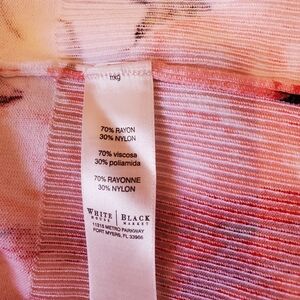 mkg
70% RAYON
30% NYLON
70% viscosa
30% poliamida
70% RAYONNE
30% NYLON
WHITE HOUSE | BLACK MARKET
11215 METRO PARKWAY
FORT MYERS, FL 33966